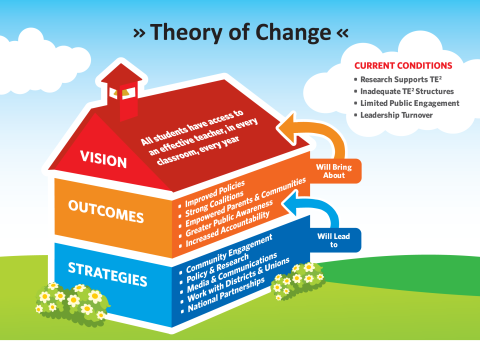 » Theory of Change «
CURRENT CONDITIONS
• Research Supports TE²
• Inadequate TE² Structures
• Limited Public Engagement
• Leadership Turnover
VISION
All students have access to
an effective teacher, in every
classroom, every year
Will Bring
About
OUTCOMES
• Improved Policies
• Strong Coalitions
• Empowered Parents & Communities
• Greater Public Awareness
• Increased Accountability
Will Lead
to
STRATEGIES
• Community Engagement
• Policy & Research
• Media & Communications
• Work with Districts & Unions
• National Partnerships